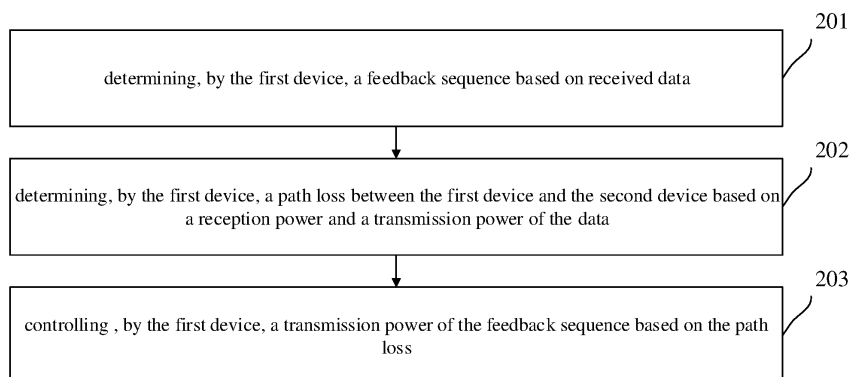 201
determining, by the first device, a feedback sequence based on received data
202
determining, by the first device, a path loss between the first device and the second device based on
a reception power and a transmission power of the data
203
controlling , by the first device, a transmission power of the feedback sequence based on the path
loss